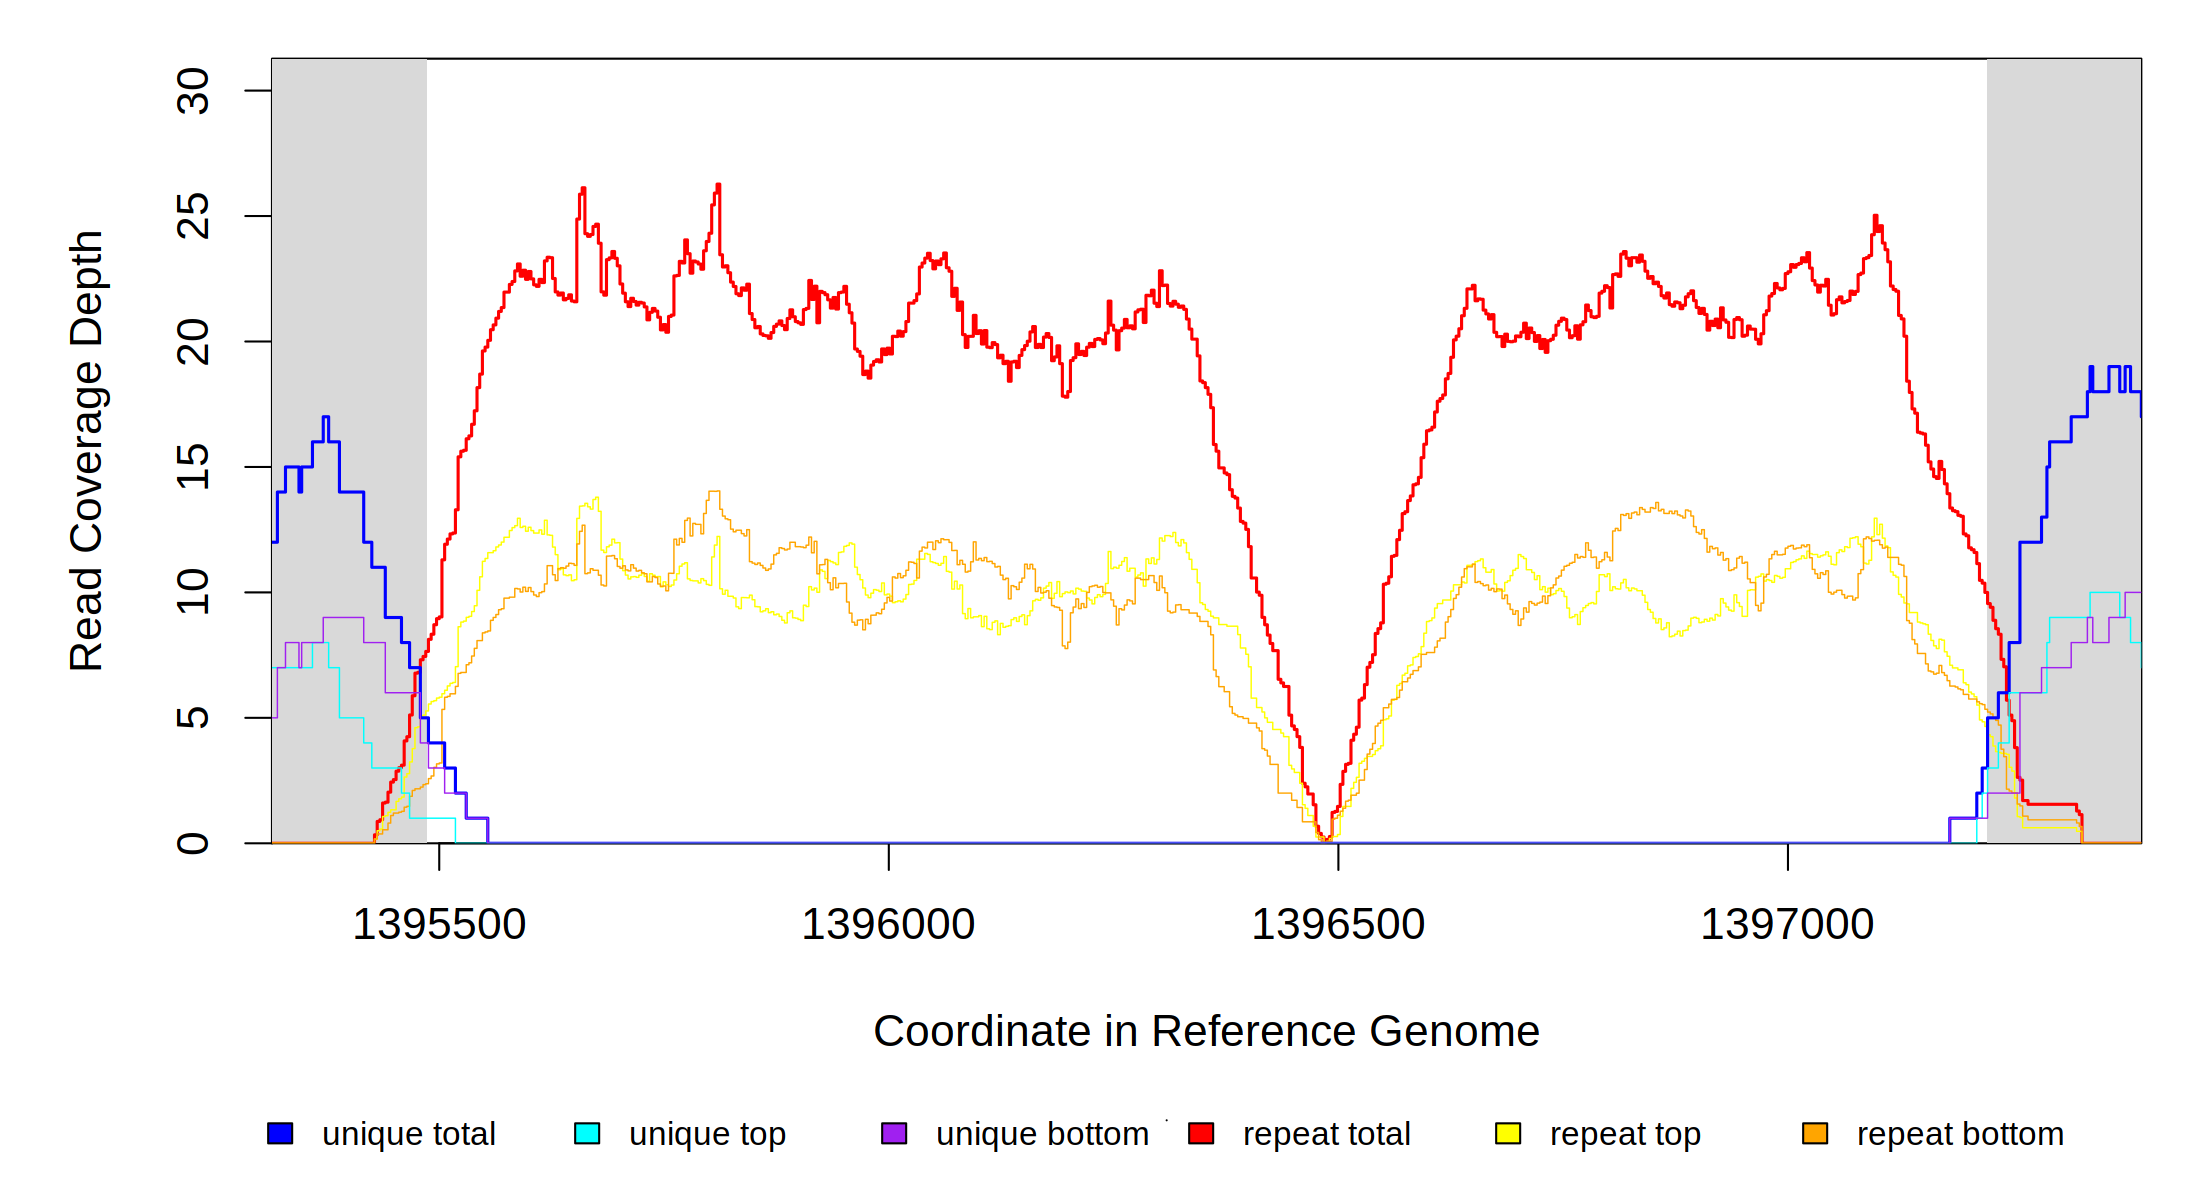 Read Coverage Depth
30
25
20
15
10
5
0
1395500 1396000 1396500 1397000
Coordinate in Reference Genome
unique total unique top unique bottom repeat total repeat top repeat bottom